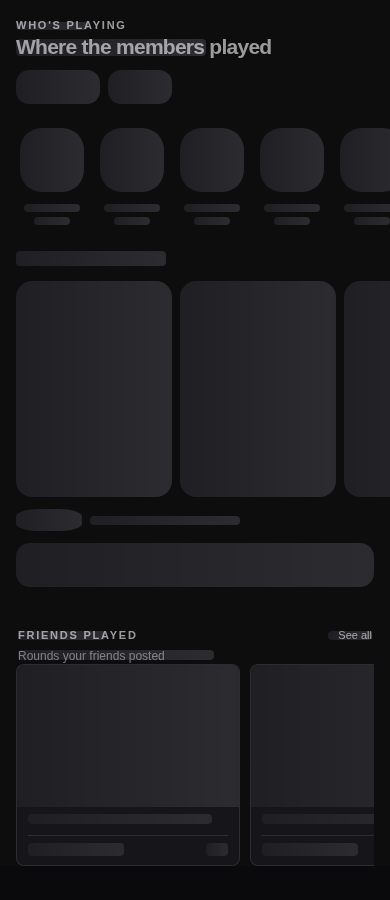 WHO'S PLAYING
Where the members played
FRIENDS PLAYED
See all
Rounds your friends posted